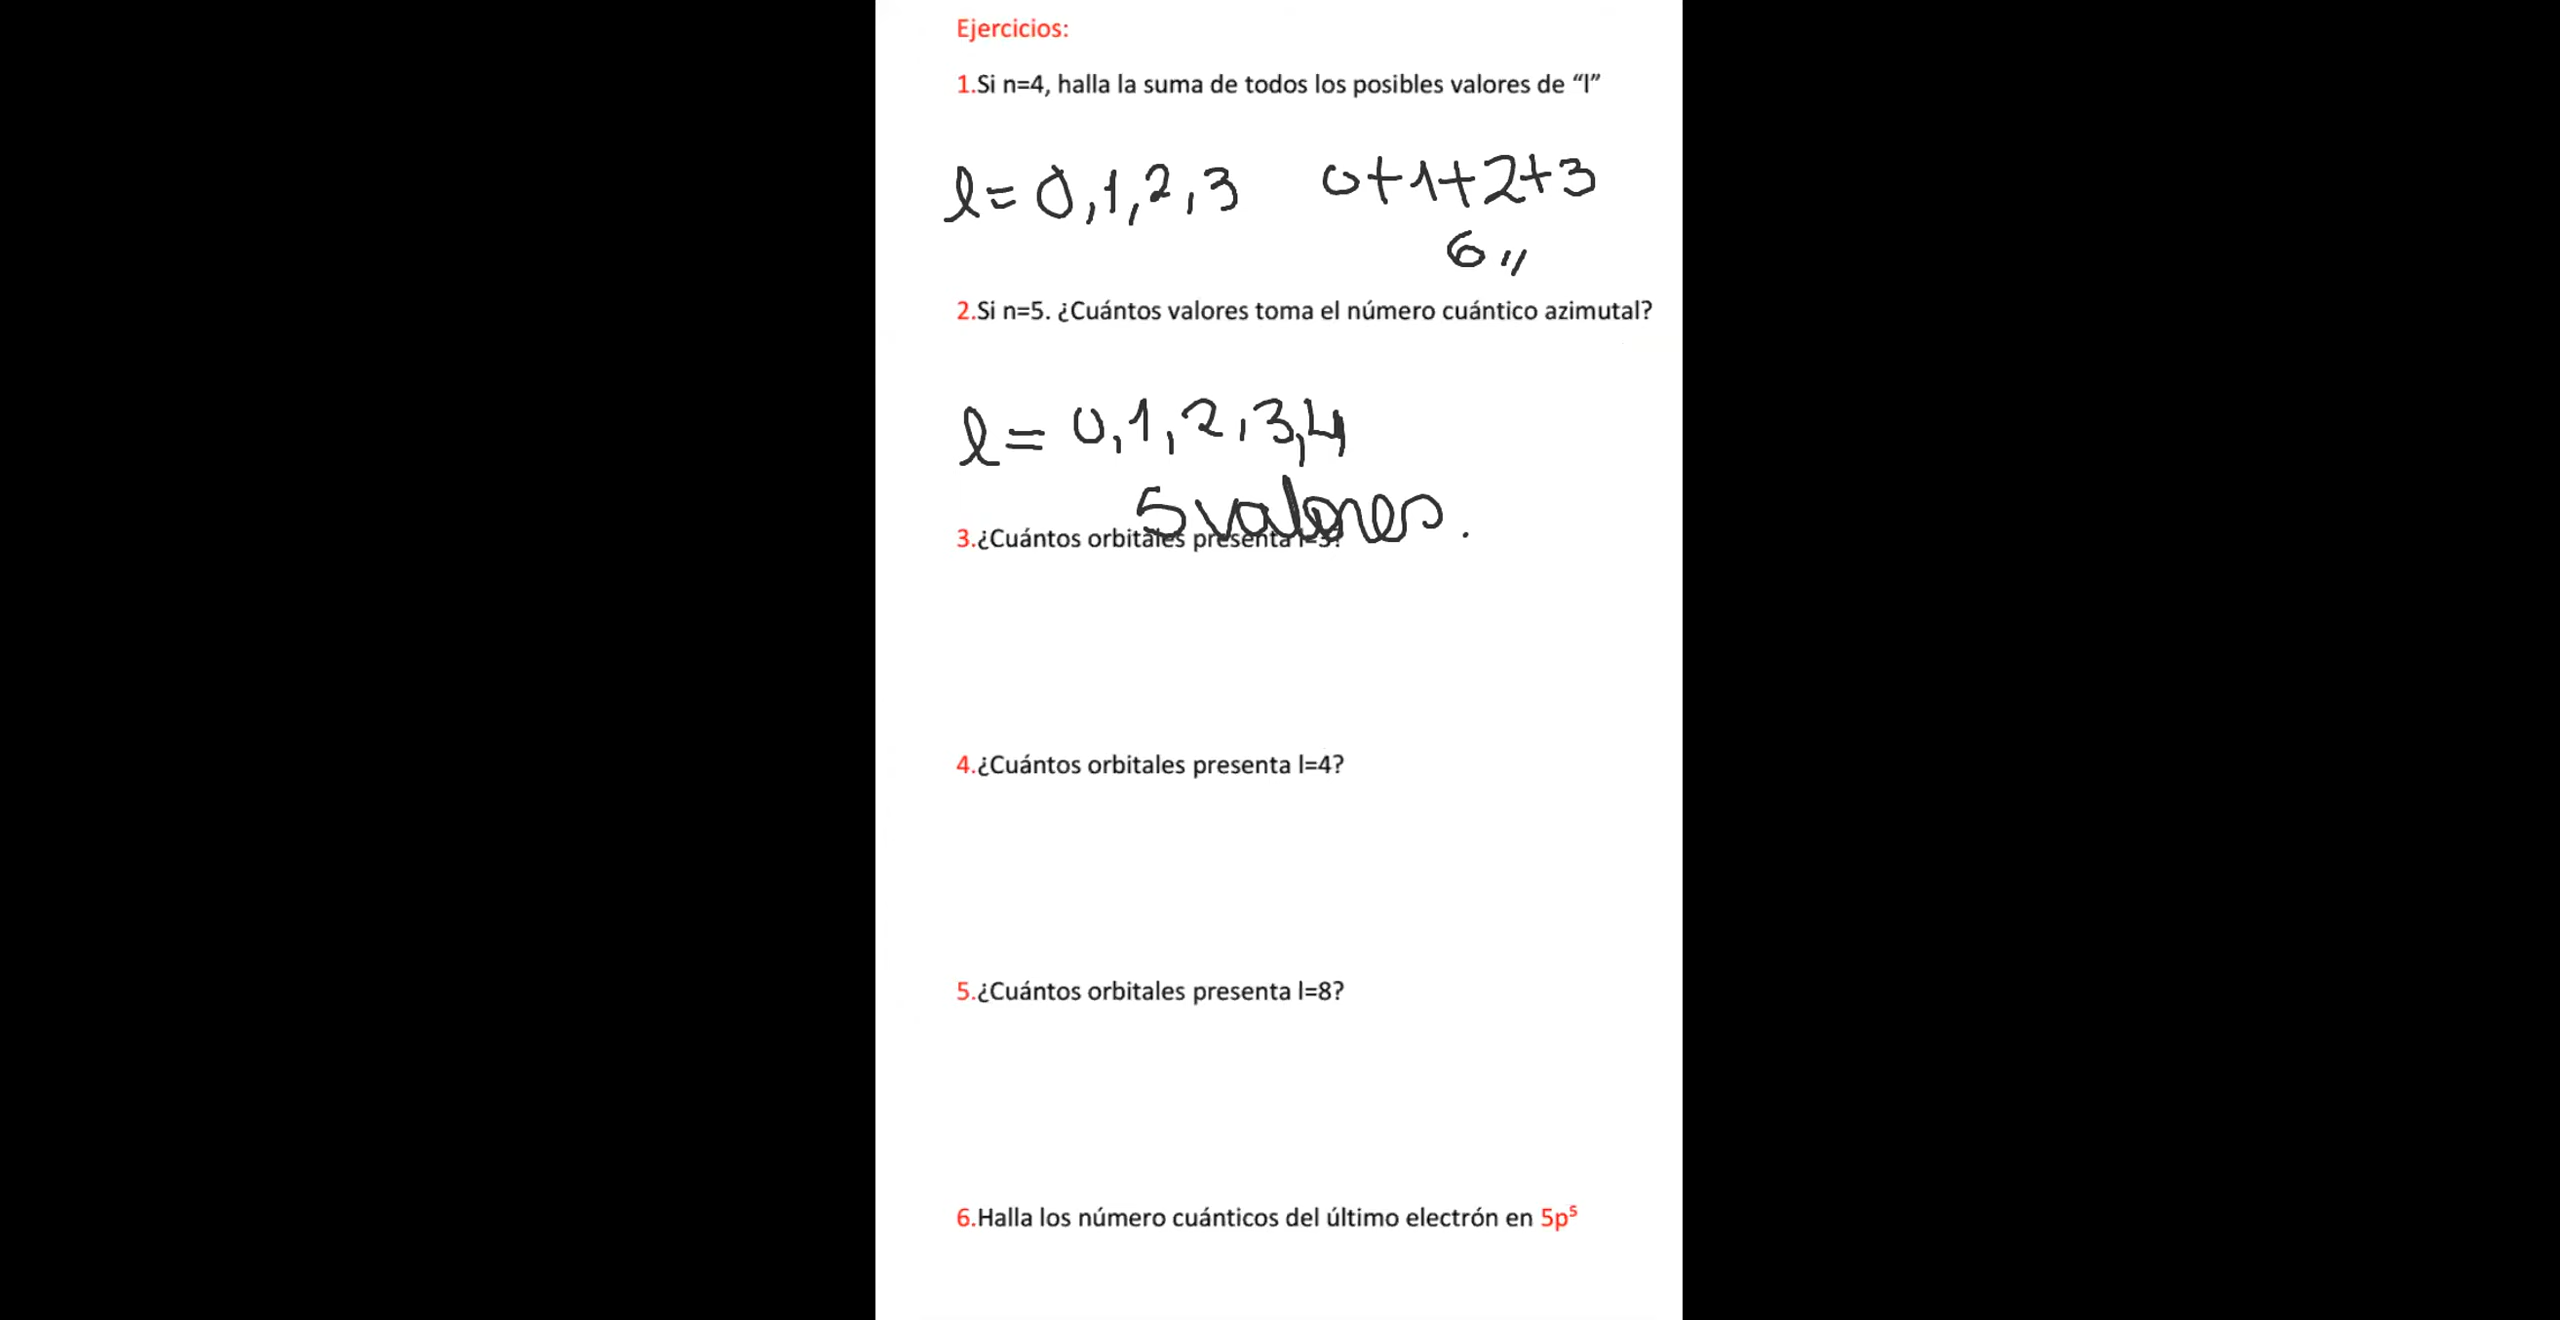 Ejercicios:
1.Si n=4, halla la suma de todos los posibles valores de “l”
l= 0,1,2,3 0+1+2+3
6 //
2.Si n=5. ¿Cuántos valores toma el número cuántico azimutal?
l= 0,1,2,3,4
5 valores.
3.¿Cuántos orbitales presenta l=3?
4.¿Cuántos orbitales presenta l=4?
5.¿Cuántos orbitales presenta l=8?
6.Halla los número cuánticos del último electrón en 5p⁵